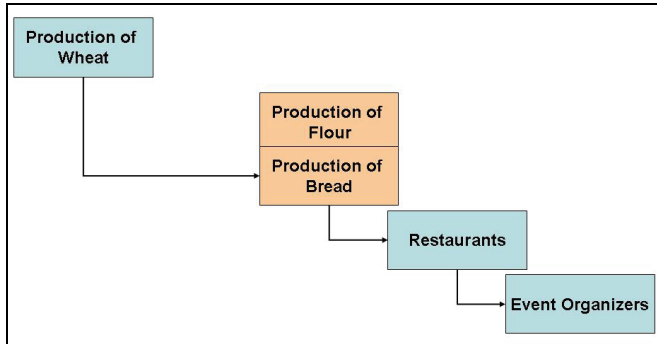 Production of
Wheat
Production of
Flour
Production of
Bread
Restaurants
Event Organizers